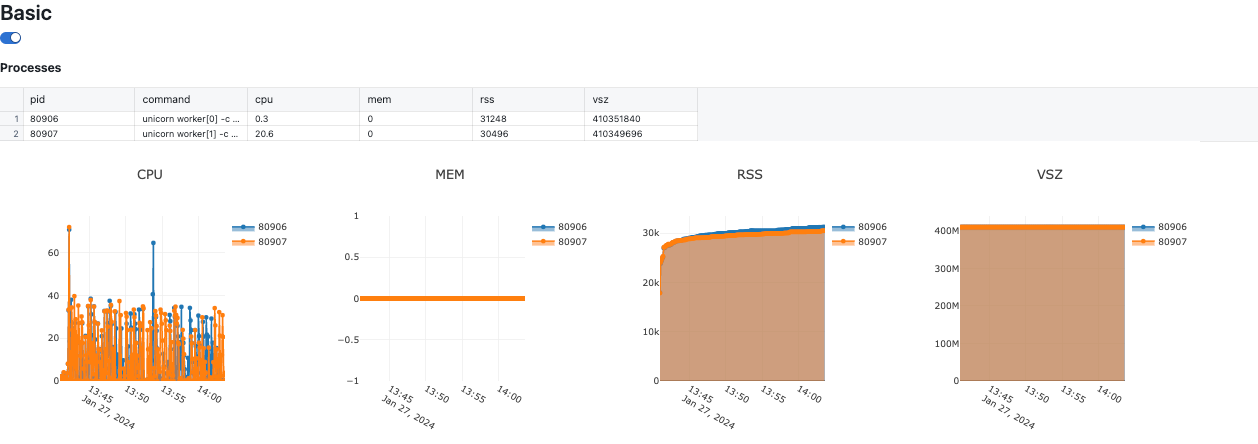 Basic
Processes
pid command cpu mem rss vsz
1 80906 unicorn worker[0] -c ... 0.3 0 31248 410351840
2 80907 unicorn worker[1] -c ... 20.6 0 30496 410349696
CPU
80906
80907
60
40
20
0
13:45 13:50 13:55 14:00
Jan 27, 2024
MEM
80906
80907
1
0.5
0
−0.5
−1
13:45 13:50 13:55 14:00
Jan 27, 2024
RSS
80906
80907
30k
20k
10k
0
13:45 13:50 13:55 14:00
Jan 27, 2024
VSZ
80906
80907
400M
300M
200M
100M
0
13:45 13:50 13:55 14:00
Jan 27, 2024